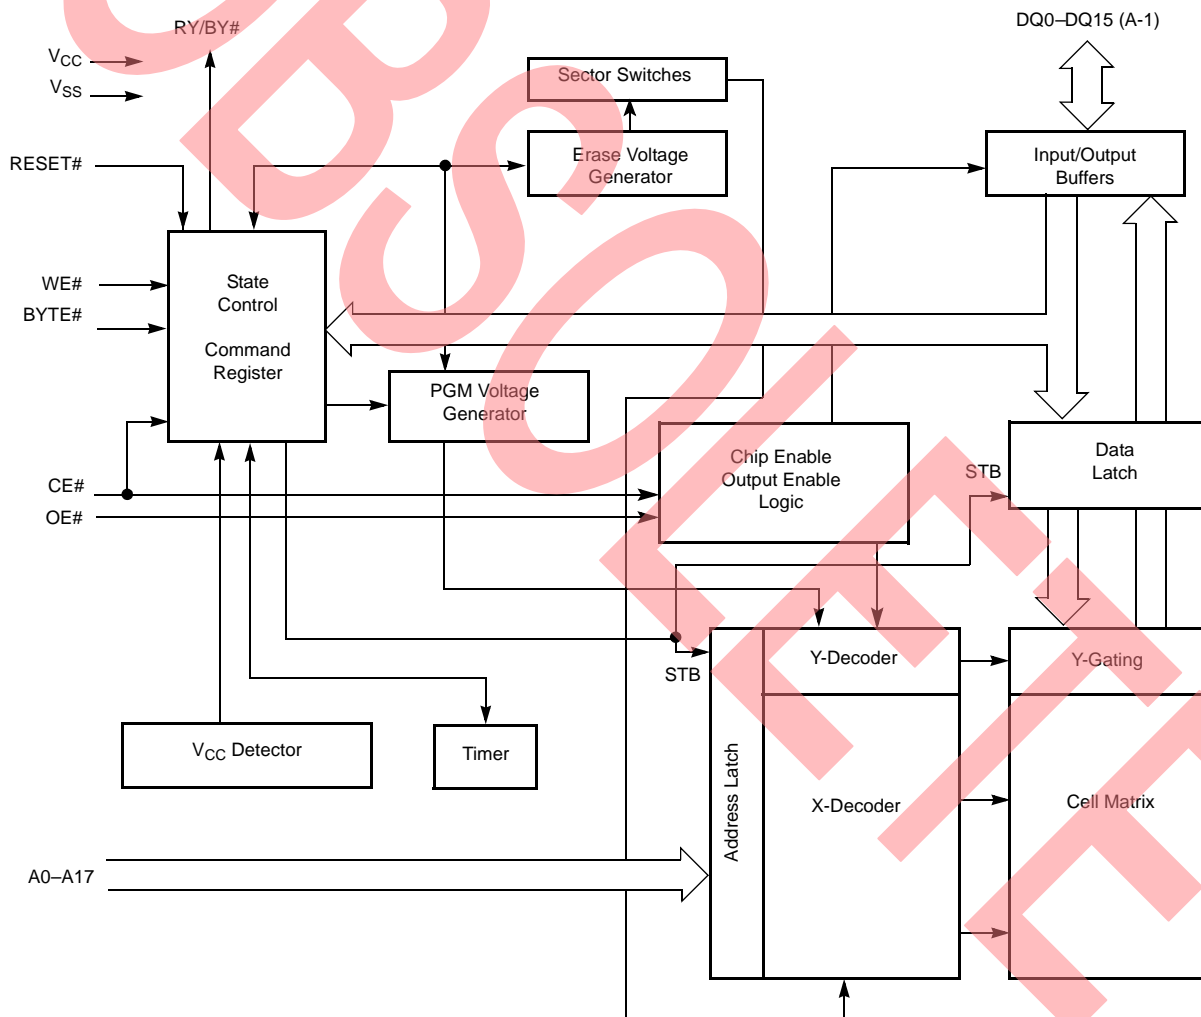 RY/BY#
DQ0–DQ15 (A-1)
VCC
VSS
Sector Switches
RESET#
Erase Voltage
Generator
Input/Output
Buffers
WE#
BYTE#
State
Control
Command
Register
PGM Voltage
Generator
CE#
OE#
Chip Enable
Output Enable
Logic
STB
Data
Latch
STB
Y-Decoder
Y-Gating
VCC Detector
Timer
Address Latch
X-Decoder
Cell Matrix
A0–A17
OBSOLETE